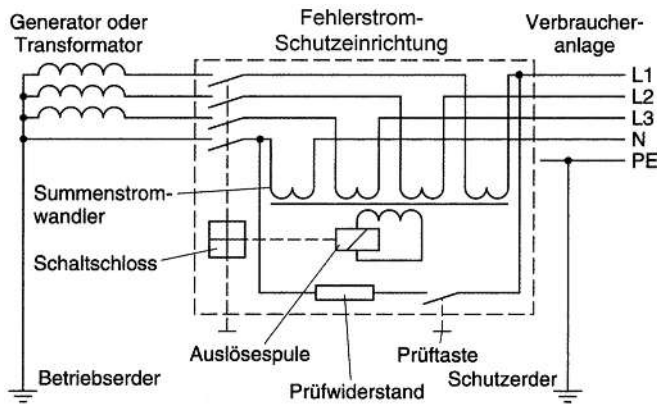 Generator oder
Transformator
Fehlerstrom-
Schutzeinrichtung
Verbraucher-
anlage
L1
L2
L3
N
PE
Summenstrom-
wandler
Schaltschloss
Auslösespule
Prüftaste
Betriebserder
Prüfwiderstand
Schutzerder